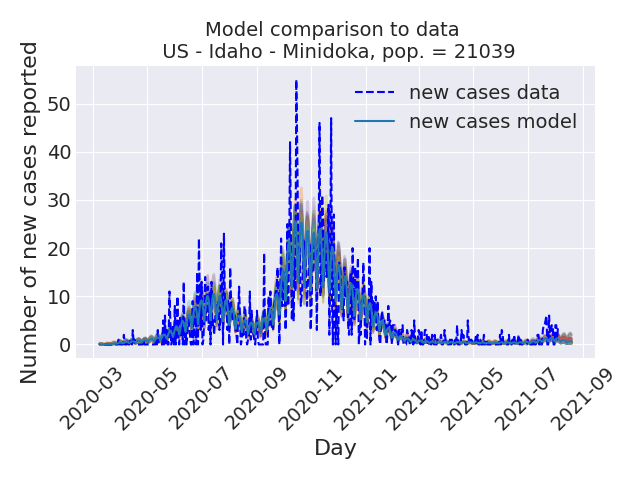 Model comparison to data
US - Idaho - Minidoka, pop. = 21039
Number of new cases reported
50
40
30
20
10
0
new cases data
new cases model
2020-03
2020-05
2020-07
2020-09
2020-11
2021-01
2021-03
2021-05
2021-07
2021-09
Day